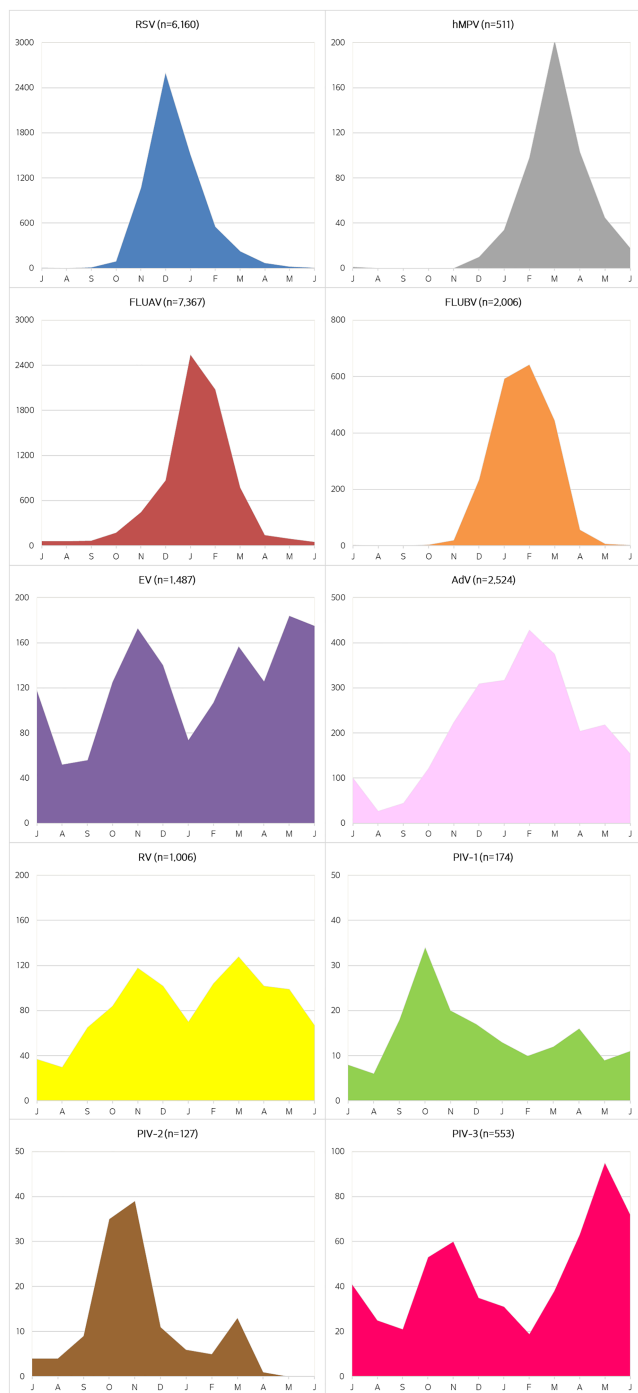 RSV (n=6,160)
3000
2400
1800
1200
600
0
J A S O N D J F M A M J
hMPV (n=511)
200
160
120
80
40
0
J A S O N D J F M A M J
FLUAV (n=7,367)
3000
2400
1800
1200
600
0
J A S O N D J F M A M J
FLUBV (n=2,006)
800
600
400
200
0
J A S O N D J F M A M J
EV (n=1,487)
200
160
120
80
40
0
J A S O N D J F M A M J
AdV (n=2,524)
500
400
300
200
100
0
J A S O N D J F M A M J
RV (n=1,006)
200
160
120
80
40
0
J A S O N D J F M A M J
PIV-1 (n=174)
50
40
30
20
10
0
J A S O N D J F M A M J
PIV-2 (n=127)
50
40
30
20
10
0
J A S O N D J F M A M J
PIV-3 (n=553)
100
80
60
40
20
0
J A S O N D J F M A M J